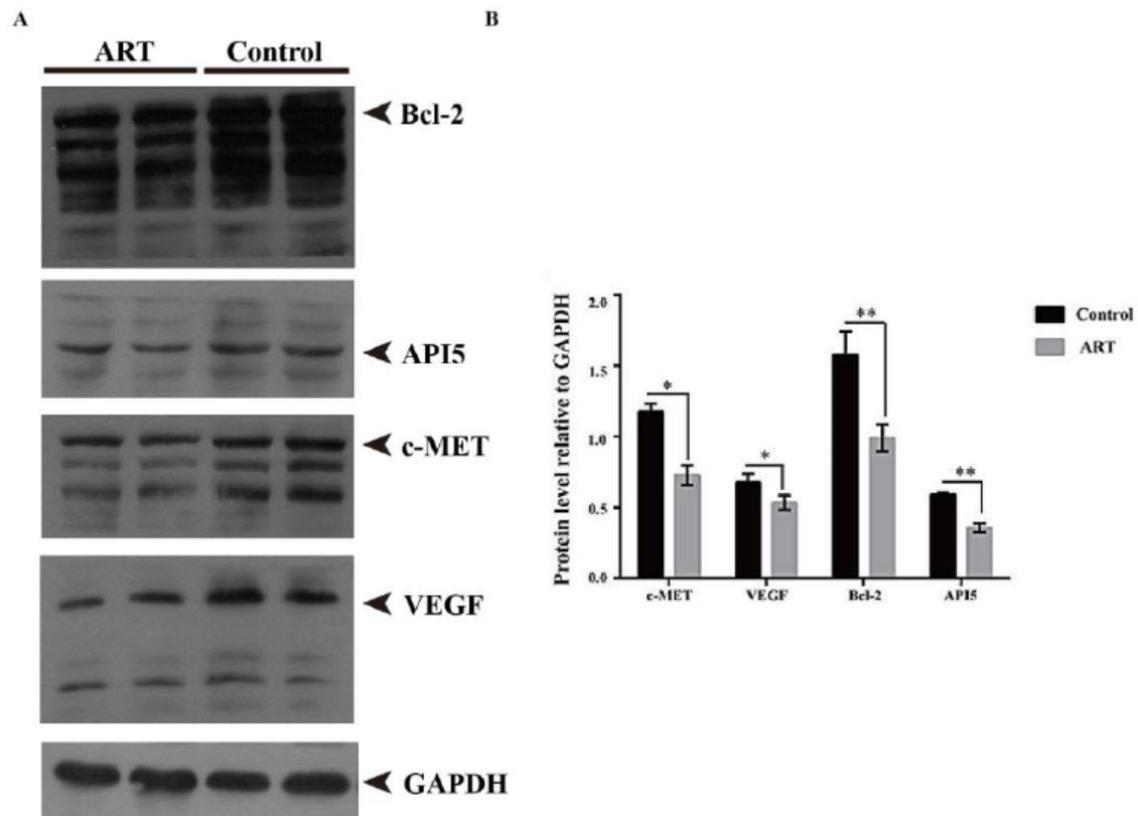 A
B
ART Control
Bcl-2
API5
c-MET
VEGF
GAPDH
Protein level relative to GAPDH
2.0
1.5
1.0
0.5
0.0
* * ** **
c-MET VEGF Bcl-2 API5
Control
ART